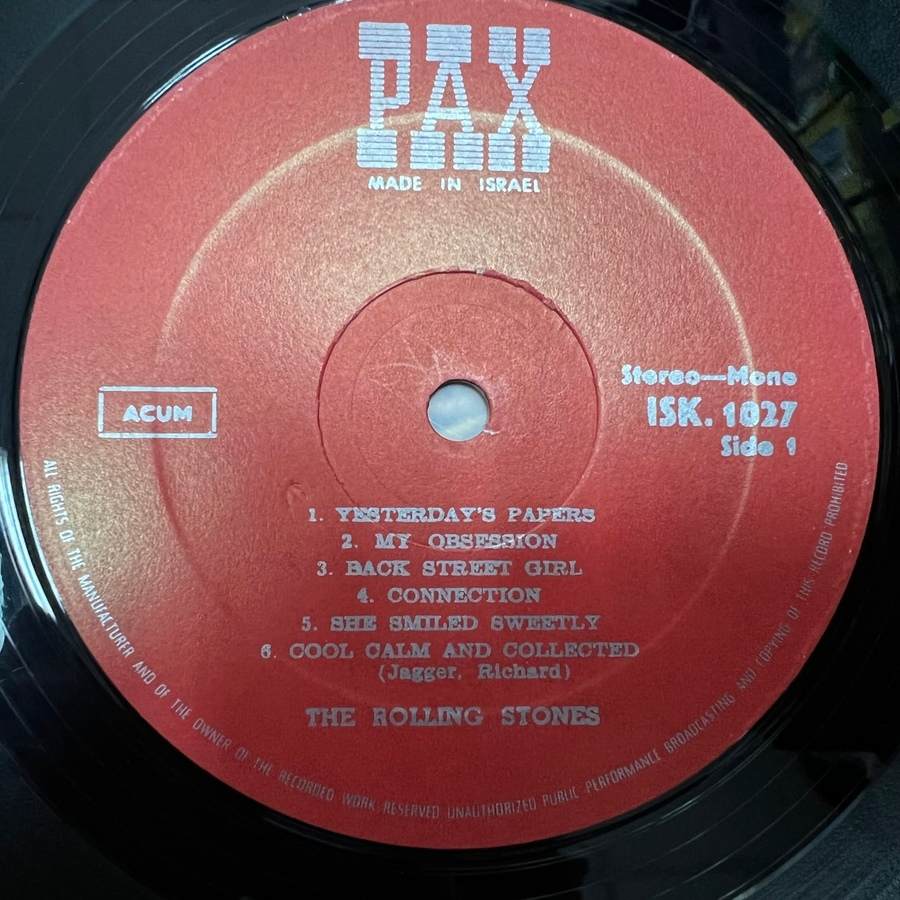 PAX
MADE IN ISRAEL
ACUM
Stereo—Mono
ISK. 1027
Side 1
1. YESTERDAY'S PAPERS
2. MY OBSESSION
3. BACK STREET GIRL
4. CONNECTION
5. SHE SMILED SWEETLY
6. COOL CALM AND COLLECTED
(Jagger, Richard)
THE ROLLING STONES
ALL RIGHTS OF THE MANUFACTURER AND OF THE OWNER OF THE RECORDED WORK RESERVED UNAUTHORIZED PUBLIC PERFORMANCE BROADCASTING AND COPYING OF THIS RECORD PROHIBITED